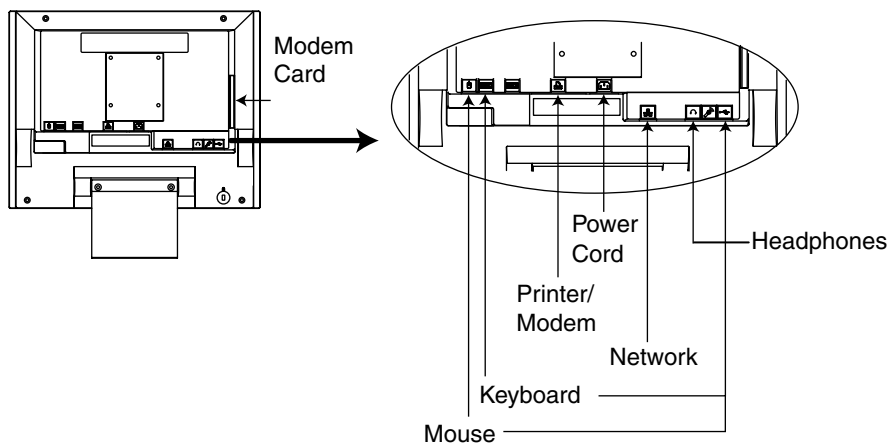 Modem
Card
Power
Cord
Headphones
Printer/
Modem
Network
Keyboard
Mouse